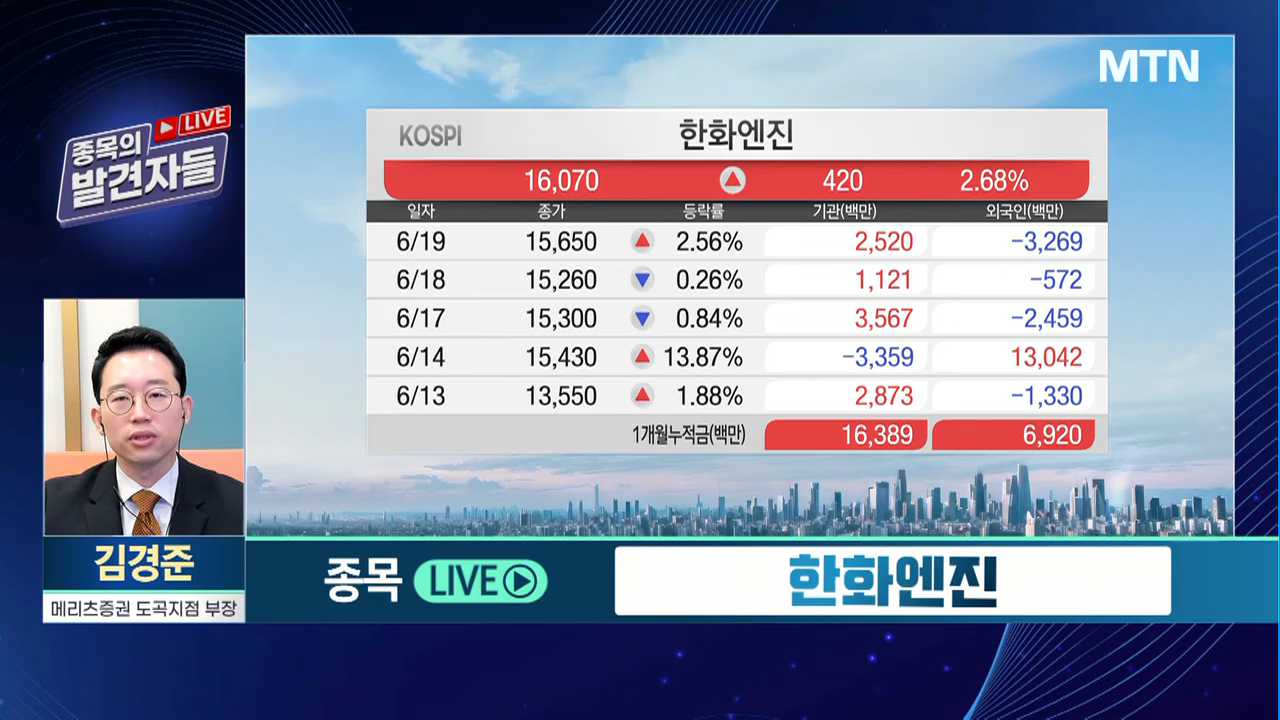 MTN
LIVE
종목의
발견자들
KOSPI 한화엔진
16,070 ▲ 420 2.68%
일자 종가 등락률 기관(백만) 외국인(백만)
6/19 15,650 ▲ 2.56% 2,520 -3,269
6/18 15,260 ▼ 0.26% 1,121 -572
6/17 15,300 ▼ 0.84% 3,567 -2,459
6/14 15,430 ▲ 13.87% -3,359 13,042
6/13 13,550 ▲ 1.88% 2,873 -1,330
1개월누적금(백만) 16,389 6,920
김경준
메리츠증권 도곡지점 부장
종목 LIVE
한화엔진